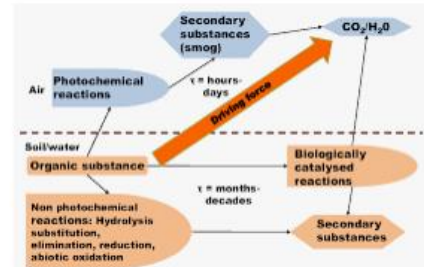 Secondary
substances
(smog)
CO₂/H₂0
Photochemical
reactions
Air
τ = hours-
days
Driving force
Soil/water
Organic substance
Biologically
catalysed
reactions
τ = months-
decades
Non photochemical
reactions: Hydrolysis
substitution,
elimination, reduction,
abiotic oxidation
Secondary
substances